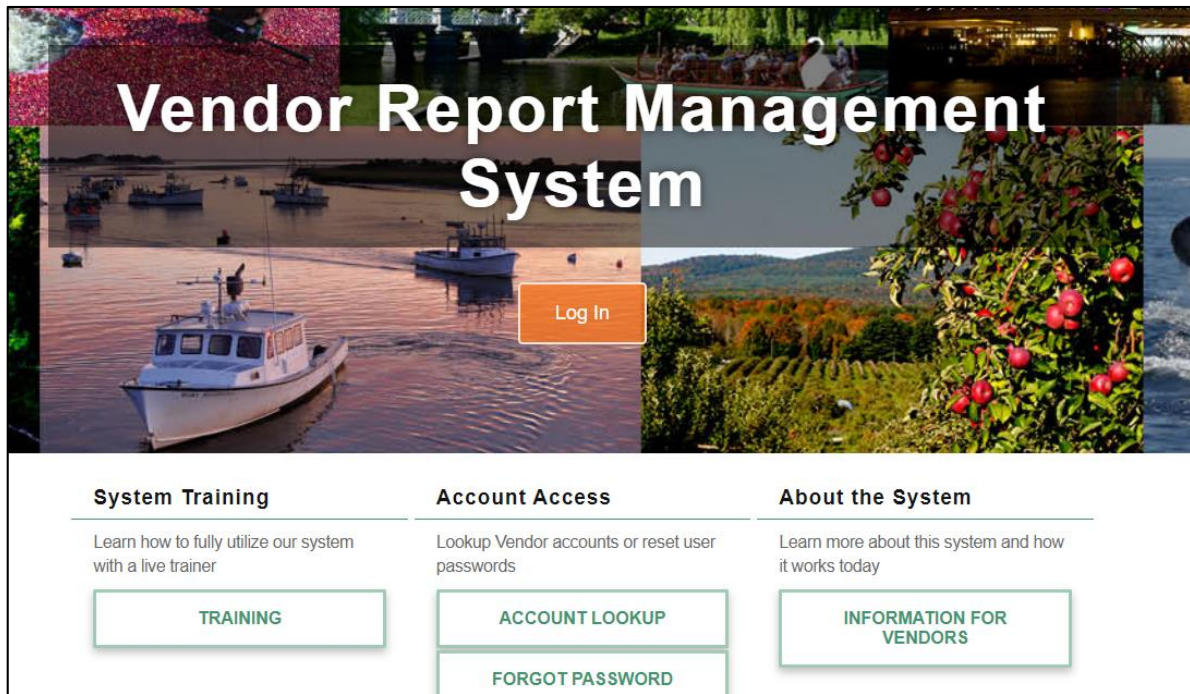 Vendor Report Management
System
Log In
System Training
Learn how to fully utilize our system
with a live trainer
TRAINING
Account Access
Lookup Vendor accounts or reset user
passwords
ACCOUNT LOOKUP
FORGOT PASSWORD
About the System
Learn more about this system and how
it works today
INFORMATION FOR
VENDORS